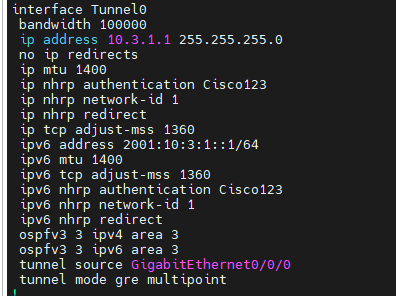 interface Tunnel0
bandwidth 100000
ip address 10.3.1.1 255.255.255.0
no ip redirects
ip mtu 1400
ip nhrp authentication Cisco123
ip nhrp network-id 1
ip nhrp redirect
ip tcp adjust-mss 1360
ipv6 address 2001:10:3:1::1/64
ipv6 mtu 1400
ipv6 tcp adjust-mss 1360
ipv6 nhrp authentication Cisco123
ipv6 nhrp network-id 1
ipv6 nhrp redirect
ospfv3 3 ipv4 area 3
ospfv3 3 ipv6 area 3
tunnel source GigabitEthernet0/0/0
tunnel mode gre multipoint